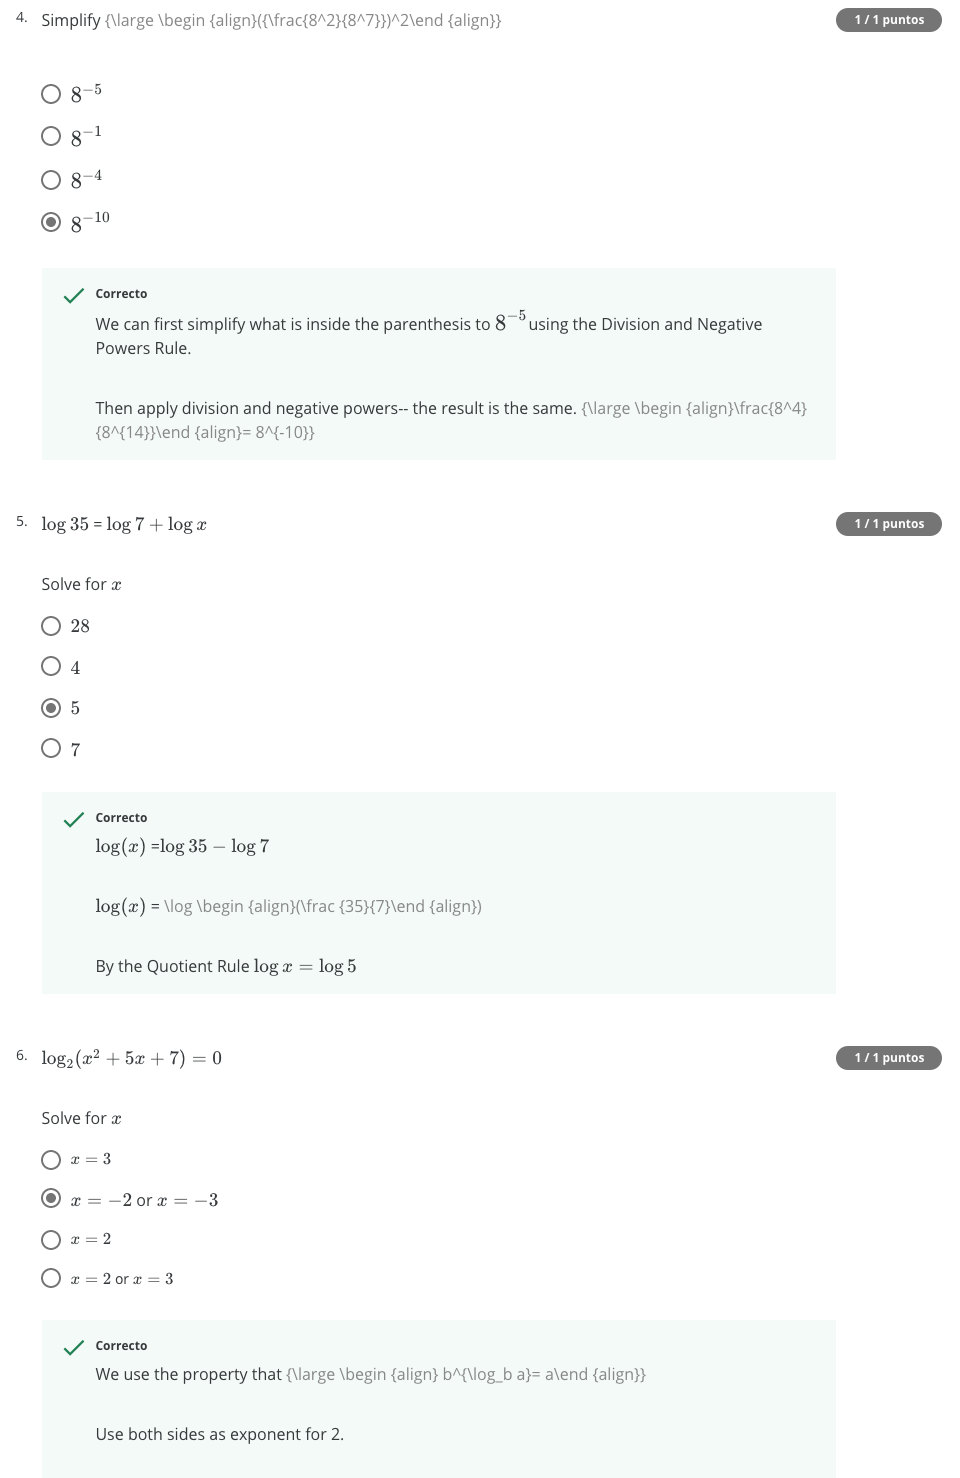 4. Simplify {\large \begin {align}({\frac{8^2}{8^7}})^2\end {align}} 1 / 1 puntos
8^{-5}
8^{-1}
8^{-4}
8^{-10}
Correcto
We can first simplify what is inside the parenthesis to 8^{-5} using the Division and Negative
Powers Rule.
Then apply division and negative powers-- the result is the same. {\large \begin {align}\frac{8^4}
{8^{14}}\end {align}= 8^{-10}}
5. log 35 = log 7 + log x 1 / 1 puntos
Solve for x
28
4
5
7
Correcto
log(x) =log 35 − log 7
log(x) = \log \begin {align}(\frac {35}{7}\end {align})
By the Quotient Rule log x = log 5
6. log₂(x² + 5x + 7) = 0 1 / 1 puntos
Solve for x
x = 3
x = −2 or x = −3
x = 2
x = 2 or x = 3
Correcto
We use the property that {\large \begin {align} b^{\log_b a}= a\end {align}}
Use both sides as exponent for 2.